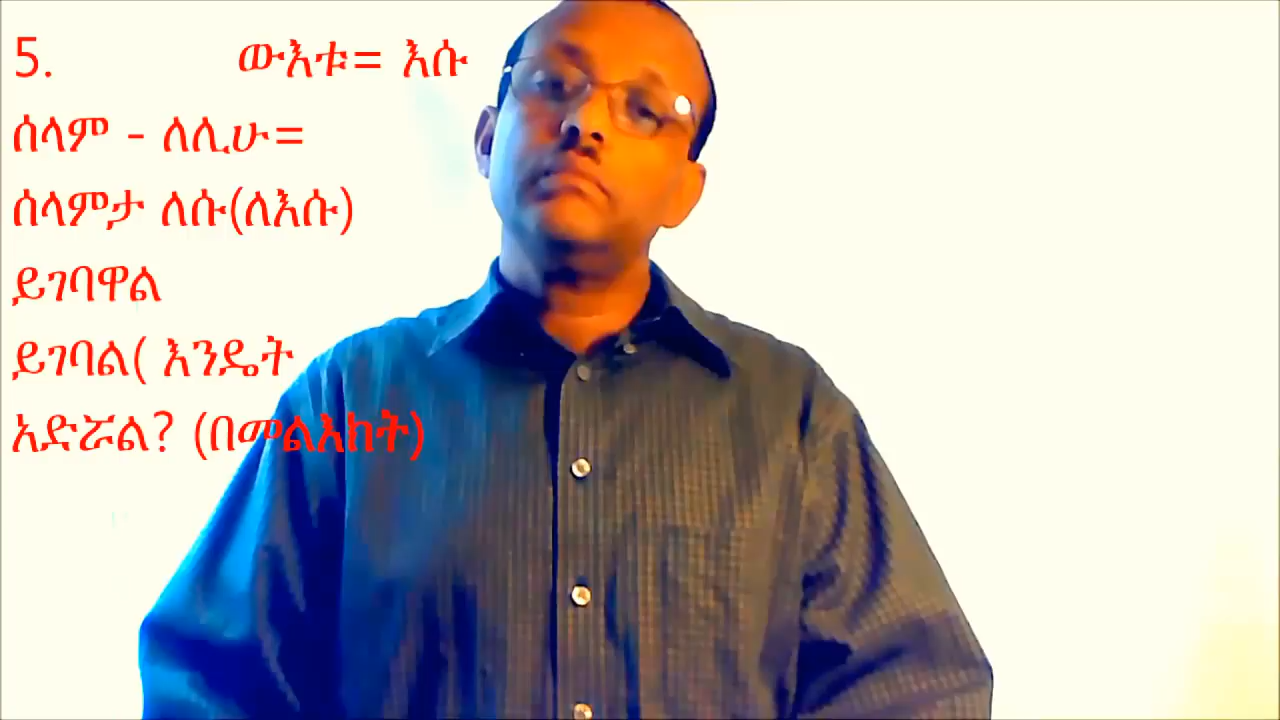 5. ውእቱ= እሱ
ሰላም - ለሊሁ=
ሰላምታ ለሱ(ለእሱ)
ይገባዋል
ይገባል( እንዴት
አድሯል? (በመልእክት)